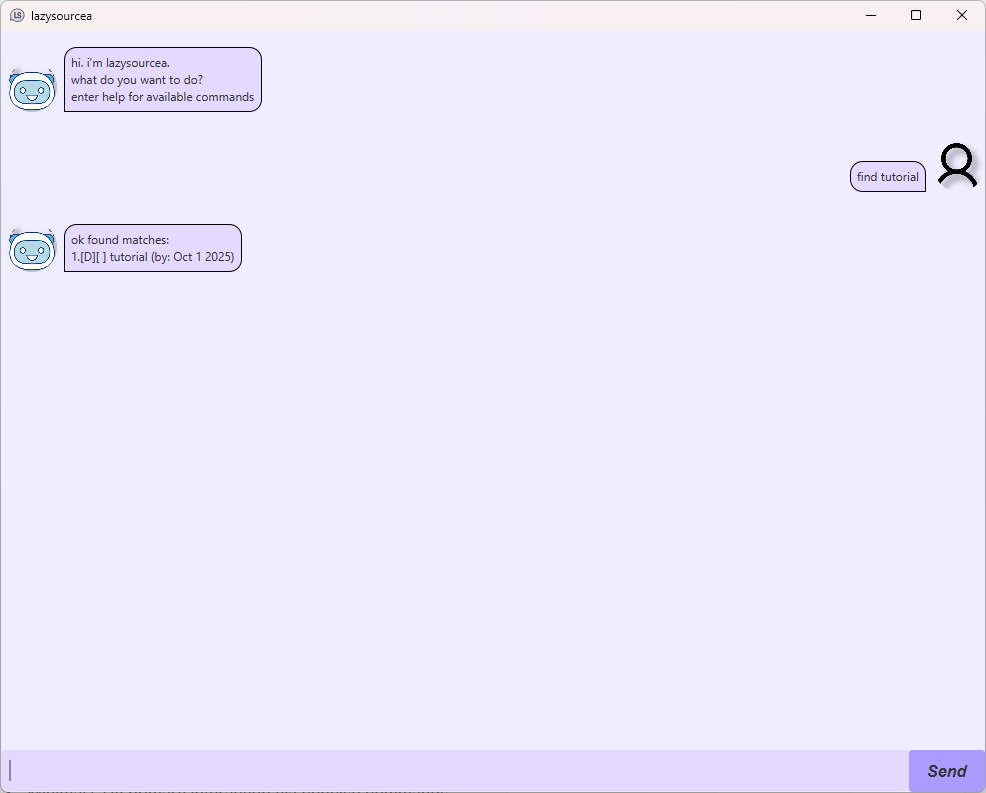 LS lazysourcea
hi. i'm lazysourcea.
what do you want to do?
enter help for available commands
find tutorial
ok found matches:
1.[D][ ] tutorial (by: Oct 1 2025)
Send